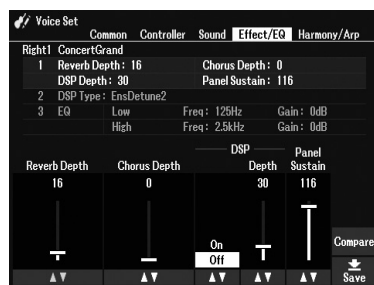 Voice Set
Common Controller Sound Effect/EQ Harmony/Arp
Right1 ConcertGrand
1 Reverb Depth: 16 Chorus Depth: 0
DSP Depth: 30 Panel Sustain: 116
2 DSP Type: EnsDetune2
3 EQ Low Freq: 125Hz Gain: 0dB
High Freq: 2.5kHz Gain: 0dB
DSP Panel
Reverb Depth Chorus Depth Depth Sustain
16 0 30 116
On
Off
Compare
Save